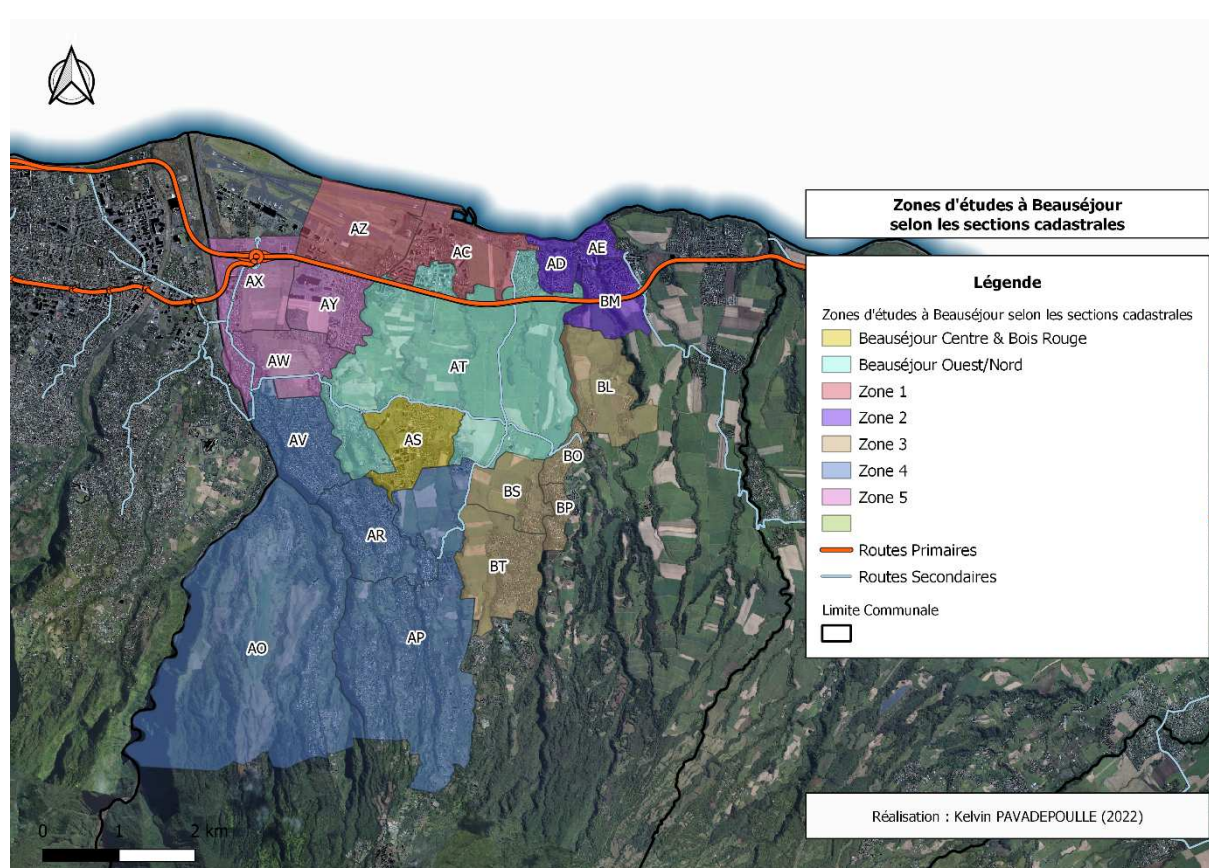 Zones d'études à Beauséjour
selon les sections cadastrales
Légende
Zones d'études à Beauséjour selon les sections cadastrales
Beauséjour Centre & Bois Rouge
Beauséjour Ouest/Nord
Zone 1
Zone 2
Zone 3
Zone 4
Zone 5
Routes Primaires
Routes Secondaires
Limite Communale
AZ
AC
AD
AE
AX
AY
BM
AW
AT
BL
AV
AS
BO
BS
BP
AR
BT
AO
AP
0 1 2 km
Réalisation : Kelvin PAVADEPOULLE (2022)